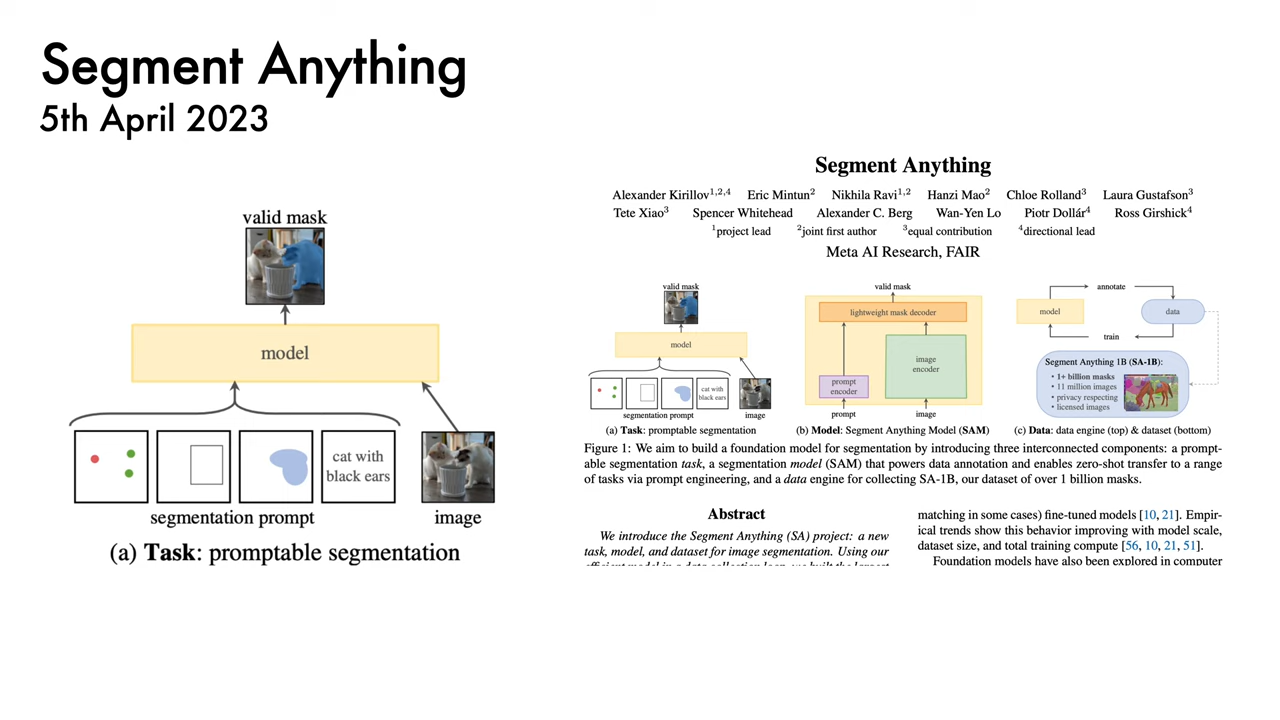 Segment Anything
5th April 2023
valid mask
model
cat with
black ears
segmentation prompt
image
(a) Task: promptable segmentation
Segment Anything
Alexander Kirillov1,2,4 Eric Mintun2 Nikhila Ravi1,2 Hanzi Mao2 Chloe Rolland3 Laura Gustafson3
Tete Xiao3 Spencer Whitehead Alexander C. Berg Wan-Yen Lo Piotr Dollár4 Ross Girshick4
1project lead 2joint first author 3equal contribution 4directional lead
Meta AI Research, FAIR
valid mask
model
cat with
black ears
segmentation prompt
image
(a) Task: promptable segmentation
valid mask
lightweight mask decoder
image
encoder
prompt
encoder
prompt
image
(b) Model: Segment Anything Model (SAM)
annotate
model
data
train
Segment Anything 1B (SA-1B):
• 1+ billion masks
• 11 million images
• privacy respecting
• licensed images
(c) Data: data engine (top) & dataset (bottom)
Figure 1: We aim to build a foundation model for segmentation by introducing three interconnected components: a prompt-
able segmentation task, a segmentation model (SAM) that powers data annotation and enables zero-shot transfer to a range
of tasks via prompt engineering, and a data engine for collecting SA-1B, our dataset of over 1 billion masks.
Abstract
We introduce the Segment Anything (SA) project: a new
task, model, and dataset for image segmentation. Using our
efficient model in a data collection loop, we built the largest
matching in some cases) fine-tuned models [10, 21]. Empir-
ical trends show this behavior improving with model scale,
dataset size, and total training compute [56, 10, 21, 51].
Foundation models have also been explored in computer